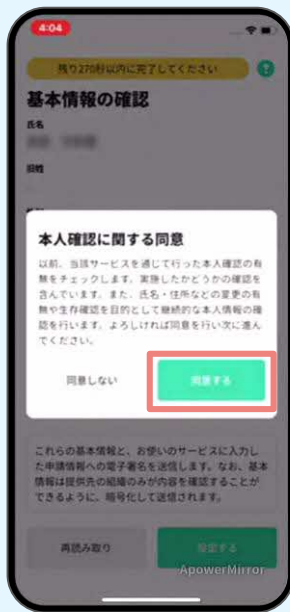 4:04
残り270秒以内に完了してください
?
基本情報の確認
氏名
旧姓
本人確認に関する同意
以前、当該サービスを通じて行った本人確認の有
無をチェックします。実施したかどうかの確認を
含んでいます。また、氏名・住所などの変更の有
無や生存確認を目的として継続的な本人情報の確
認を行います。よろしければ同意を行い次に進ん
でください。
同意しない
同意する
これらの基本情報と、お使いのサービスに入力し
た申請情報への電子署名を送信します。なお、基本
情報は提供先の組織のみが内容を確認することが
できるように、暗号化して送信されます。
再読み取り
ApowerMirror